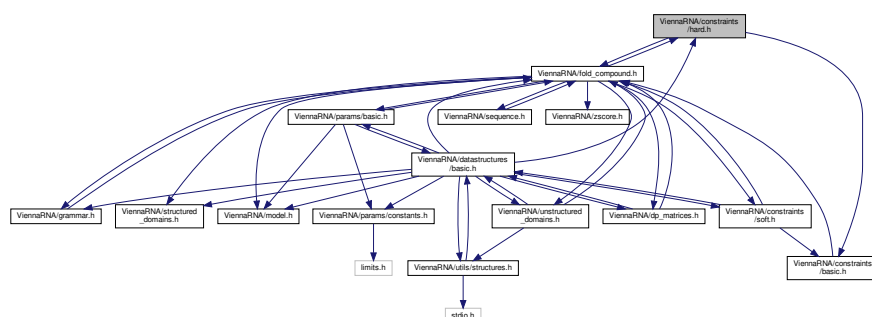 ViennaRNA/constraints
/hard.h
ViennaRNA/fold_compound.h
ViennaRNA/params/basic.h
ViennaRNA/sequence.h
ViennaRNA/zscore.h
ViennaRNA/datastructures
/basic.h
ViennaRNA/grammar.h
ViennaRNA/structured
_domains.h
ViennaRNA/model.h
ViennaRNA/params/constants.h
ViennaRNA/unstructured
_domains.h
ViennaRNA/dp_matrices.h
ViennaRNA/constraints
/soft.h
limits.h
ViennaRNA/utils/structures.h
ViennaRNA/constraints
/basic.h
stdio.h